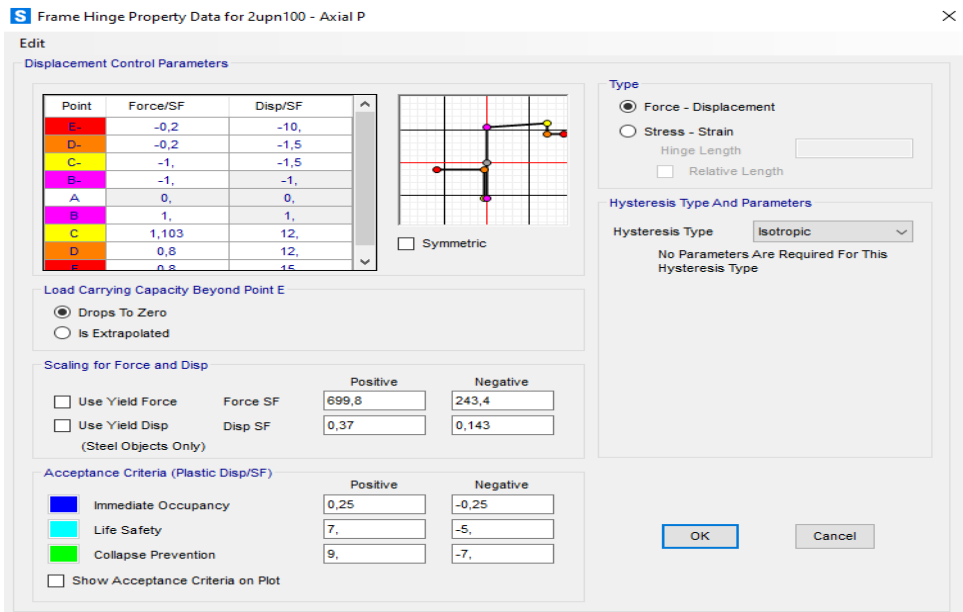 S Frame Hinge Property Data for 2upn100 - Axial P
Edit
Displacement Control Parameters
Point Force/SF Disp/SF
E- -0,2 -10,
D- -0,2 -1,5
C- -1, -1,5
B- -1, -1,
A 0, 0,
B 1, 1,
C 1,103 12,
D 0,8 12,
E 0,8 15
Symmetric
Load Carrying Capacity Beyond Point E
Drops To Zero
Is Extrapolated
Scaling for Force and Disp
Positive Negative
Use Yield Force Force SF 699,8 243,4
Use Yield Disp Disp SF 0,37 0,143
(Steel Objects Only)
Acceptance Criteria (Plastic Disp/SF)
Positive Negative
Immediate Occupancy 0,25 -0,25
Life Safety 7, -5,
Collapse Prevention 9, -7,
Show Acceptance Criteria on Plot
Type
Force - Displacement
Stress - Strain
Hinge Length
Relative Length
Hysteresis Type And Parameters
Hysteresis Type Isotropic
No Parameters Are Required For This
Hysteresis Type
OK Cancel